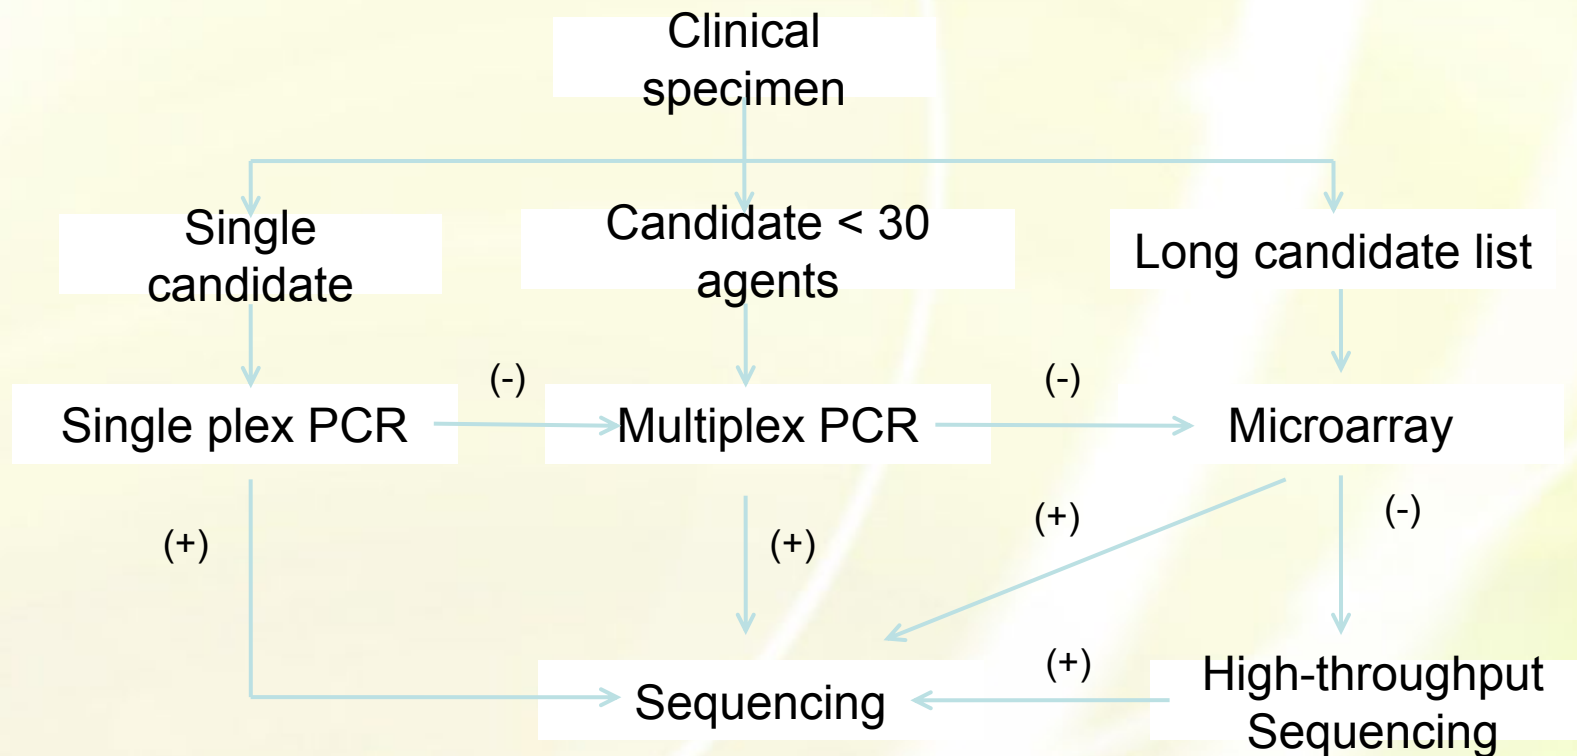 Clinical
specimen
Single
candidate
Candidate < 30
agents
Long candidate list
(-)
(-)
Single plex PCR
Multiplex PCR
Microarray
(+)
(+)
(+)
(-)
(+)
Sequencing
High-throughput
Sequencing